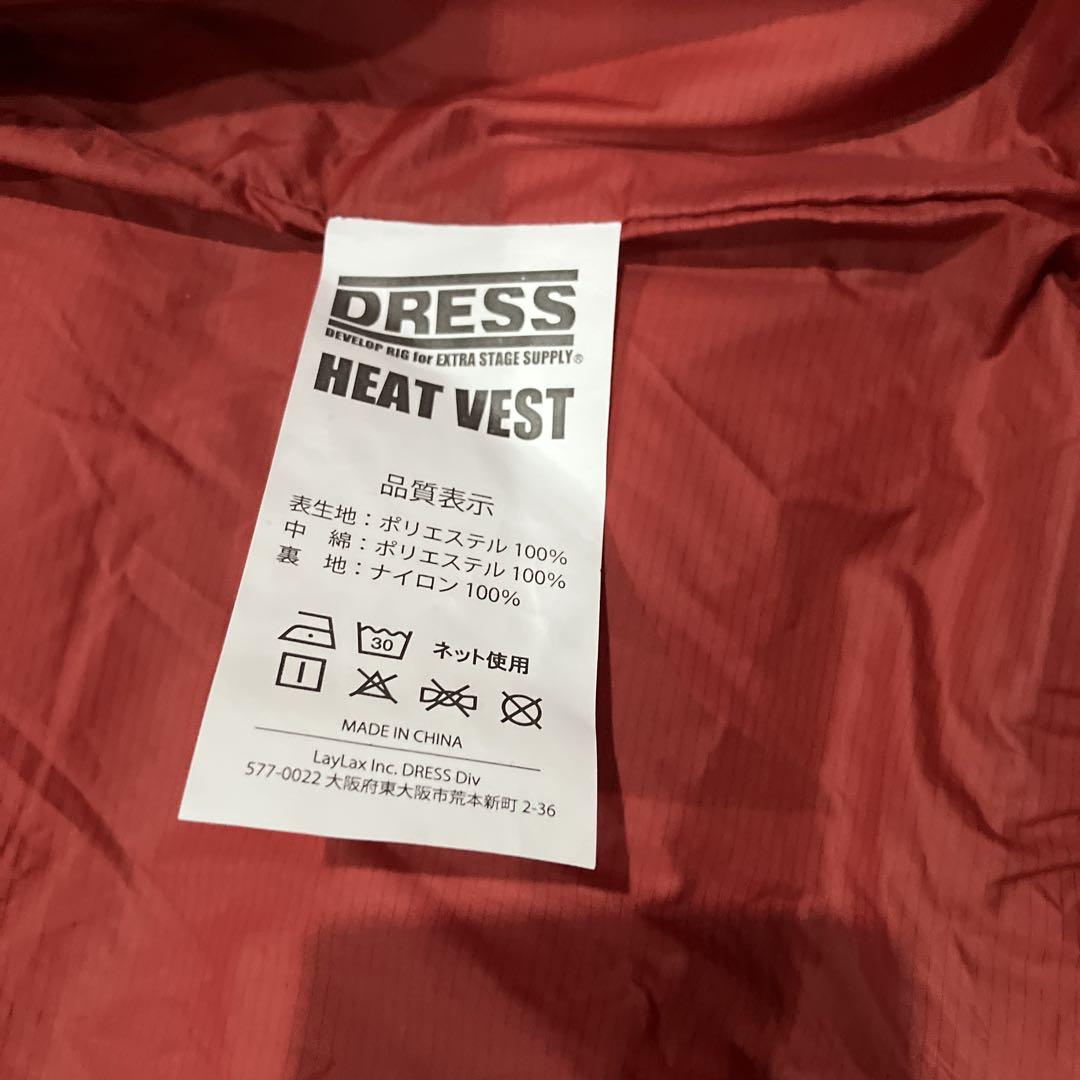 DRESS
DEVELOP RIG for EXTRA STAGE SUPPLY®
HEAT VEST
品質表示
表生地：ポリエステル 100%
中　綿：ポリエステル 100%
裏　地：ナイロン 100%
30 ネット使用
MADE IN CHINA
LayLax Inc. DRESS Div
577-0022 大阪府東大阪市荒本新町 2-36